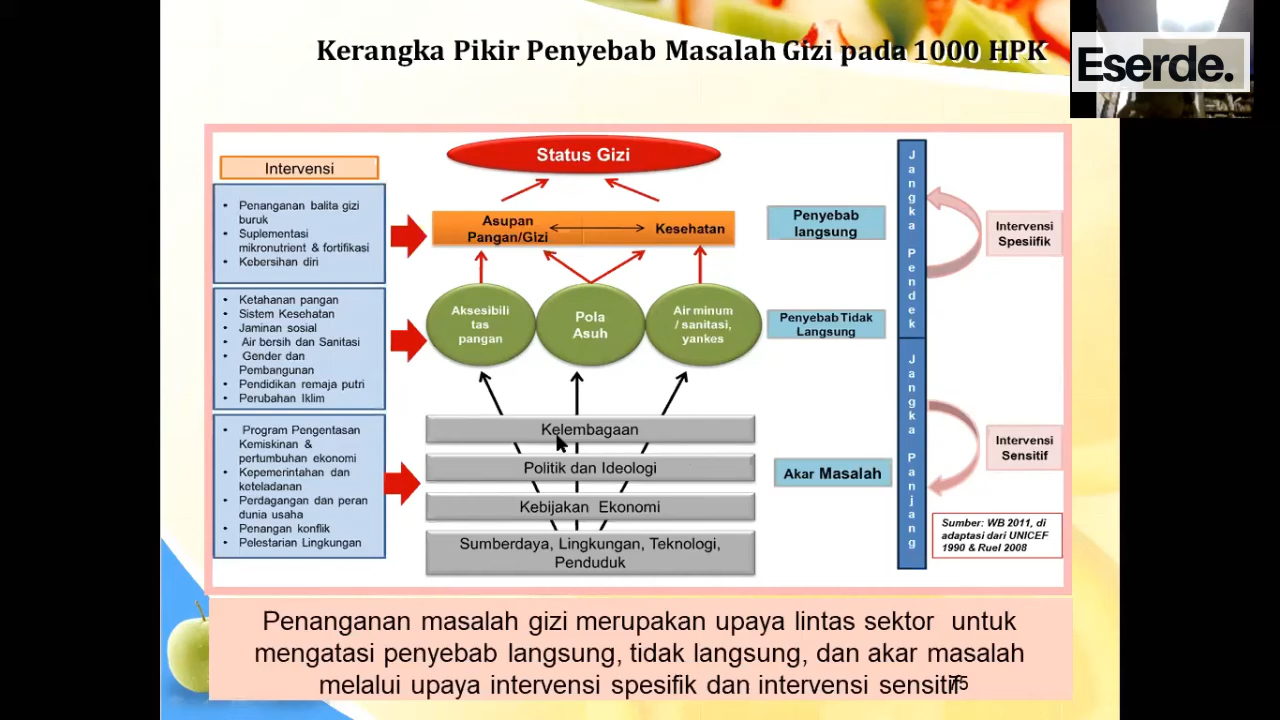 Kerangka Pikir Penyebab Masalah Gizi pada 1000 HPK
Eserde.
Intervensi
• Penanganan balita gizi
buruk
• Suplementasi
mikronutrient & fortifikasi
• Kebersihan diri
• Ketahanan pangan
• Sistem Kesehatan
• Jaminan sosial
• Air bersih dan Sanitasi
• Gender dan
Pembangunan
• Pendidikan remaja putri
• Perubahan Iklim
• Program Pengentasan
Kemiskinan &
pertumbuhan ekonomi
• Kepemerintahan dan
keteladanan
• Perdagangan dan peran
dunia usaha
• Penangan konflik
• Pelestarian Lingkungan
Status Gizi
Asupan
Pangan/Gizi
Kesehatan
Aksesibili
tas
pangan
Pola
Asuh
Air minum
/ sanitasi,
yankes
Kelembagaan
Politik dan Ideologi
Kebijakan Ekonomi
Sumberdaya, Lingkungan, Teknologi,
Penduduk
Penyebab
langsung
Penyebab Tidak
Langsung
Akar Masalah
Jangka Pendek
Jangka Panjang
Intervensi
Spesiifik
Intervensi
Sensitif
Sumber: WB 2011, di
adaptasi dari UNICEF
1990 & Ruel 2008
Penanganan masalah gizi merupakan upaya lintas sektor untuk
mengatasi penyebab langsung, tidak langsung, dan akar masalah
melalui upaya intervensi spesifik dan intervensi sensitif
75